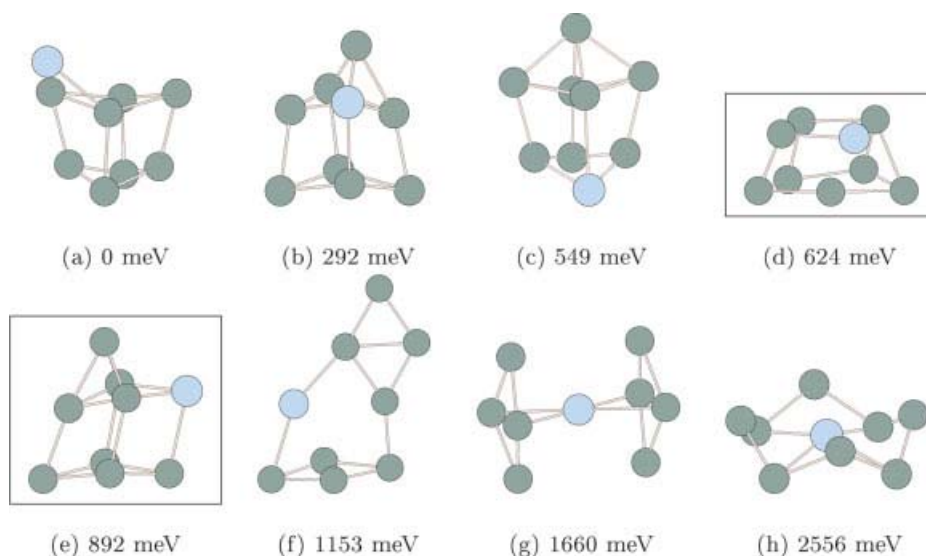 (a) 0 meV
(b) 292 meV
(c) 549 meV
(d) 624 meV
(e) 892 meV
(f) 1153 meV
(g) 1660 meV
(h) 2556 meV